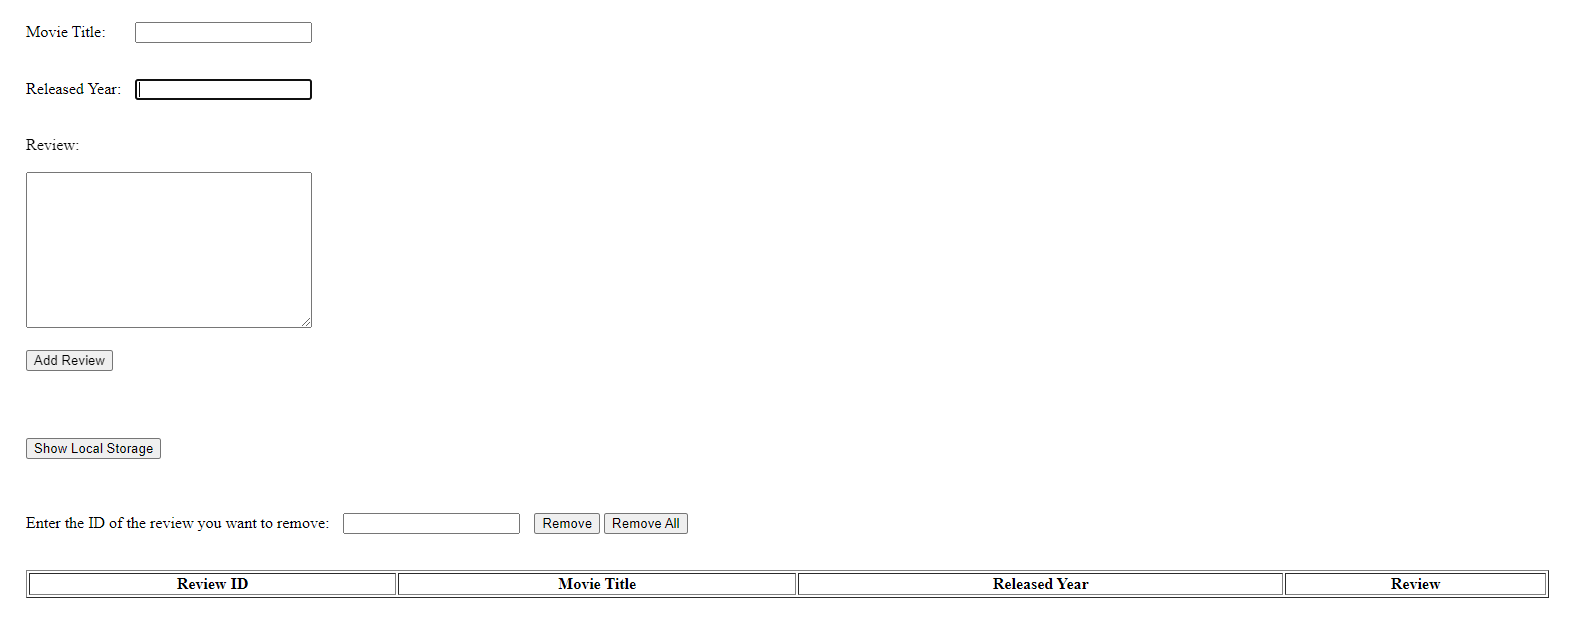 Movie Title:
Released Year:
Review:
Add Review
Show Local Storage
Enter the ID of the review you want to remove: Remove Remove All
Review ID Movie Title Released Year Review